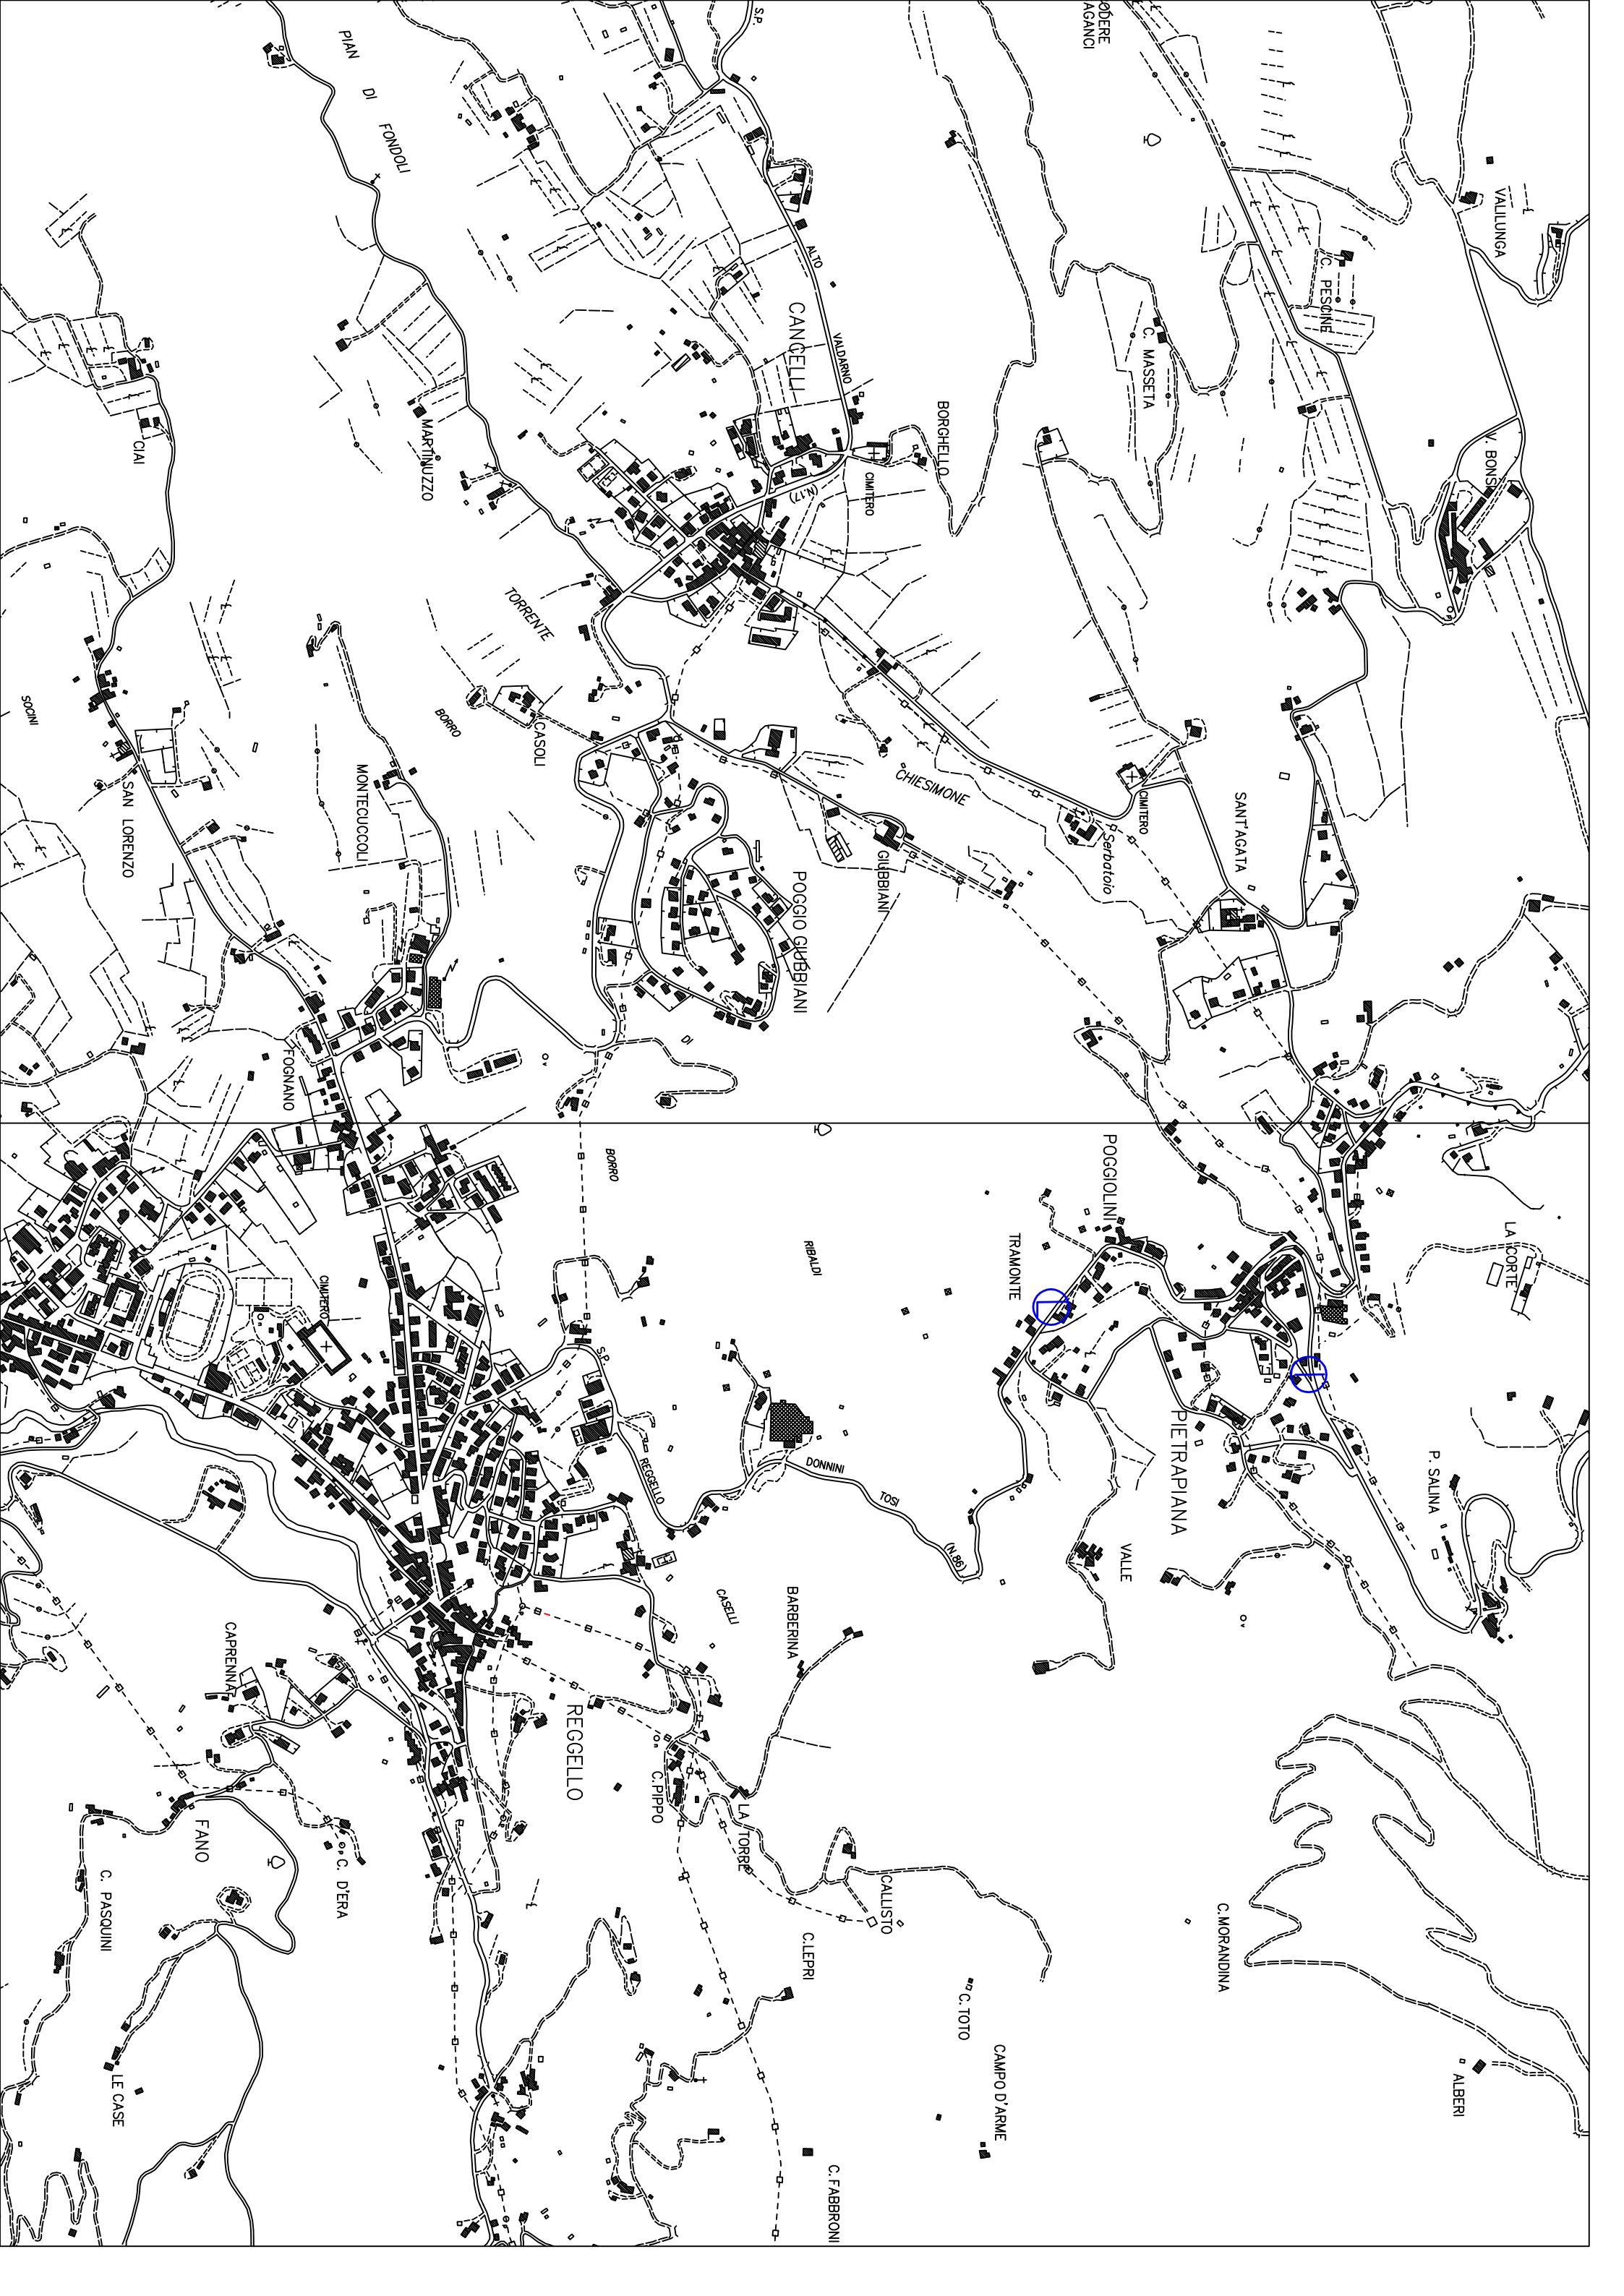 PIAN DI FONDOLI
S.P.
ODERE
AGANCI
VALILUNGA
C. PESCINE
C. MASSETA
ALTO
VALDARNO
CANCELLI
BORGHELLO
CIMITERO
(N.17)
V. BONSI
MARTINUZZO
CIAI
TORRENTE
CHIESIMONE
BORRO
CASOLI
SOCINI
SAN LORENZO
MONTECUCCOLI
POGGIO GIUBBIANI
GIUBBIANI
Serbatoio
CIMITERO
SANT'AGATA
DI
FOGNANO
BORRO
RIBALDI
POGGIOLINI
TRAMONTE
LA CORTE
CIMITERO
S.P.
REGGELLO
DONNINI
TOSI
(N.86)
PIETRAPIANA
P. SALINA
VALLE
CASELLI
BARBERINA
CAPRENNA
REGGELLO
C.PIPPO
LA TORRE
FANO
C. D'ERA
C. PASQUINI
CALLISTO
C.LEPRI
C.MORANDINA
C. TOTO
CAMPO D'ARME
ALBERI
LE CASE
C. FABBRONI